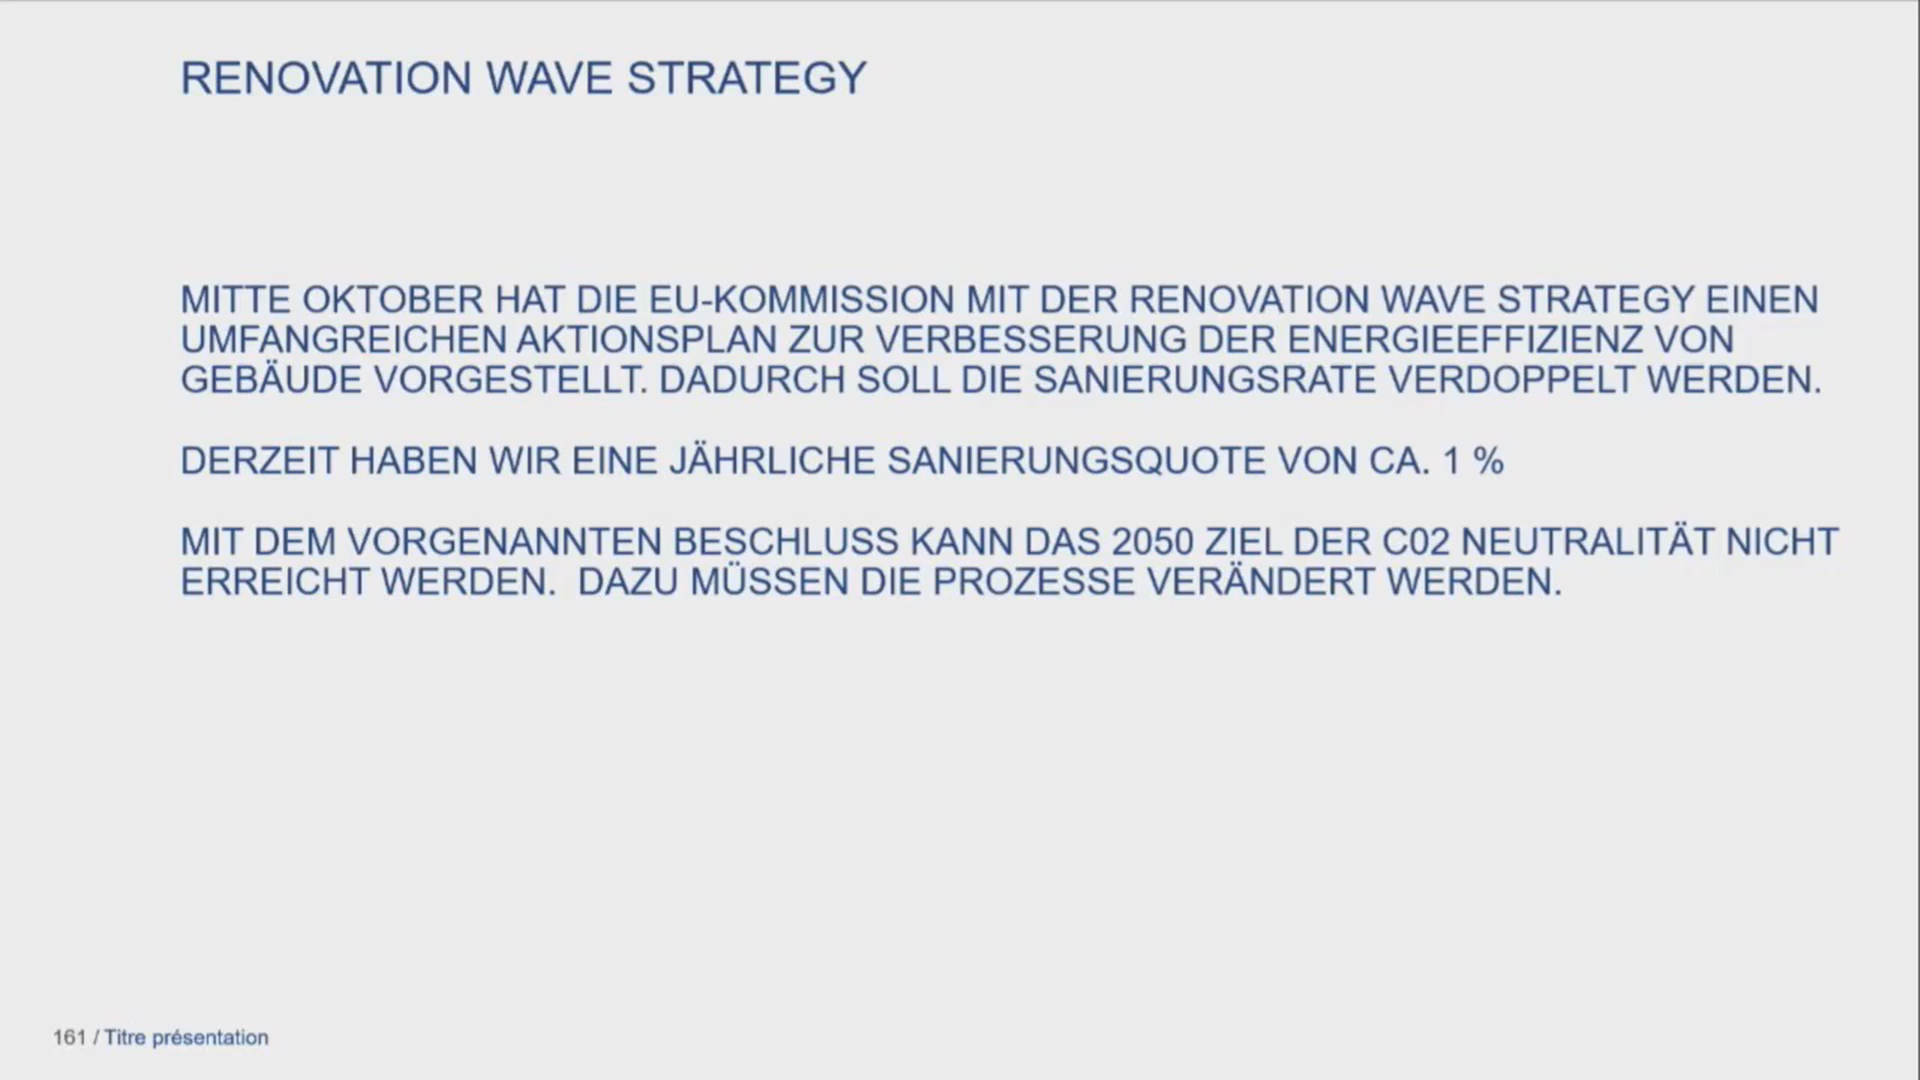 RENOVATION WAVE STRATEGY
MITTE OKTOBER HAT DIE EU-KOMMISSION MIT DER RENOVATION WAVE STRATEGY EINEN
UMFANGREICHEN AKTIONSPLAN ZUR VERBESSERUNG DER ENERGIEEFFIZIENZ VON
GEBÄUDE VORGESTELLT. DADURCH SOLL DIE SANIERUNGSRATE VERDOPPELT WERDEN.
DERZEIT HABEN WIR EINE JÄHRLICHE SANIERUNGSQUOTE VON CA. 1 %
MIT DEM VORGENANNTEN BESCHLUSS KANN DAS 2050 ZIEL DER C02 NEUTRALITÄT NICHT
ERREICHT WERDEN.  DAZU MÜSSEN DIE PROZESSE VERÄNDERT WERDEN.
161 / Titre présentation